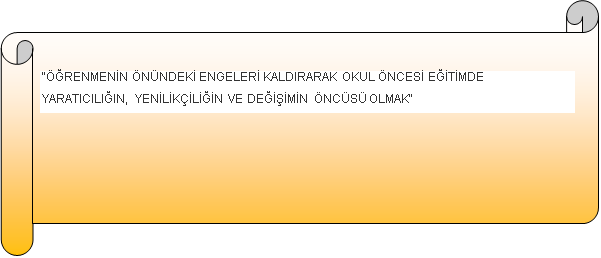 "ÖĞRENMENİN ÖNÜNDEKİ ENGELERİ KALDIRARAK OKUL ÖNCESİ EĞİTİMDE
YARATICILIĞIN, YENİLİKÇİLİĞİN VE DEĞİŞİMİN ÖNCÜSÜ OLMAK"